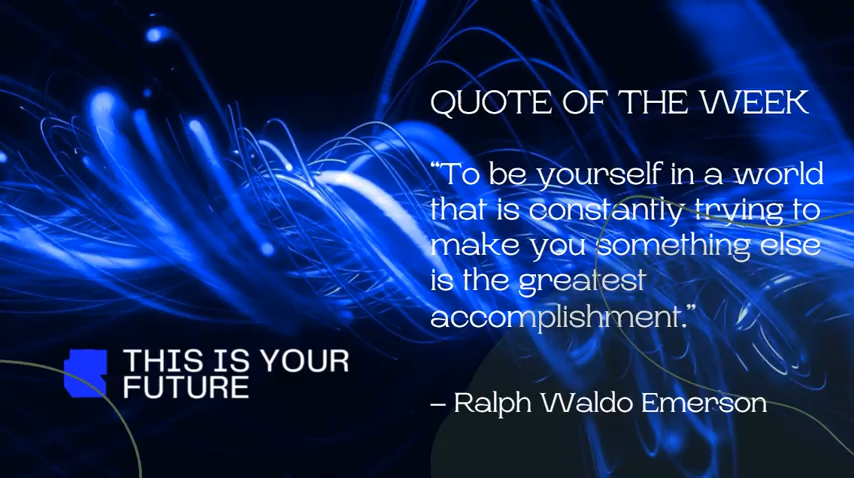 QUOTE OF THE WEEK
“To be yourself in a world
that is constantly trying to
make you something else
is the greatest
accomplishment.”
– Ralph Waldo Emerson
THIS IS YOUR
FUTURE